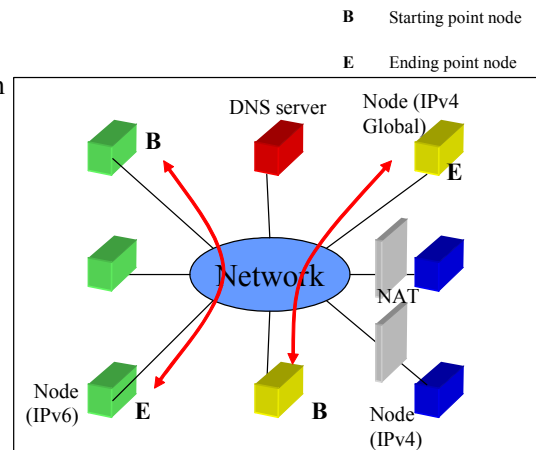 B Starting point node
E Ending point node
n
DNS server
Node (IPv4
Global)
B
E
Network
NAT
Node
(IPv6)
E
B
Node
(IPv4)